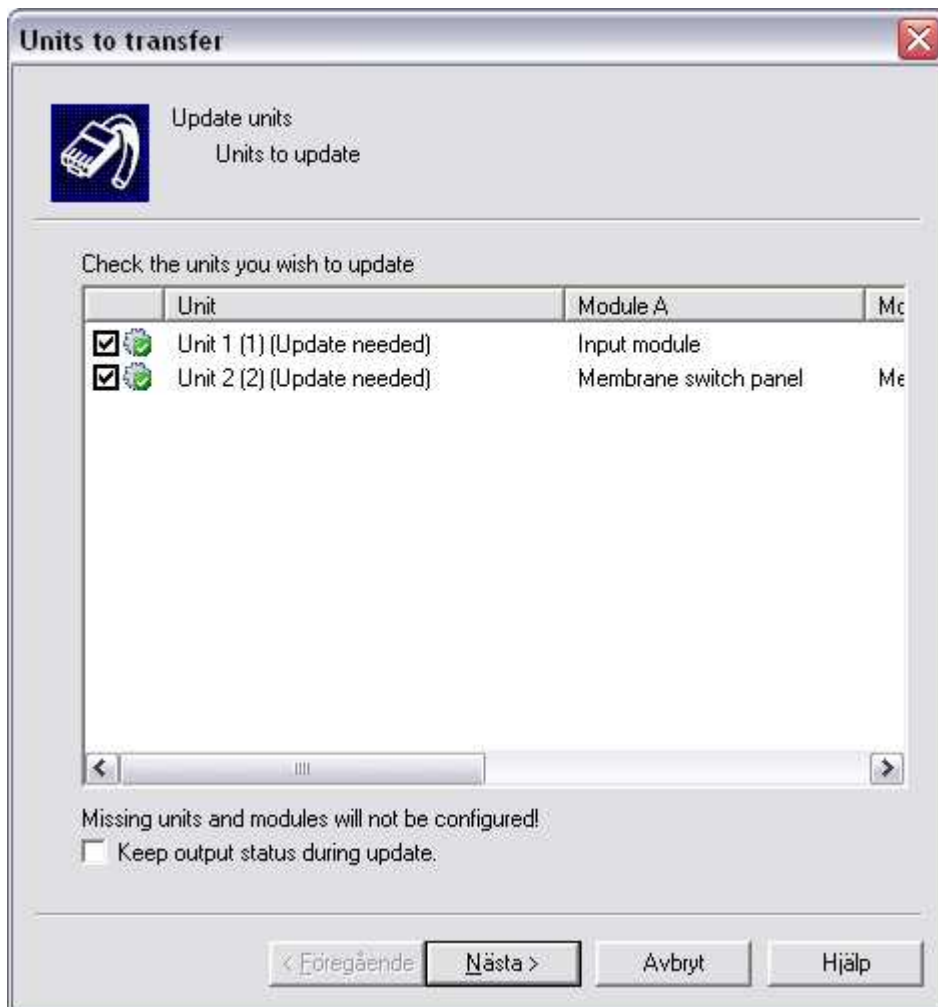 Units to transfer
Update units
Units to update
Check the units you wish to update
Unit Module A Mo
Unit 1 (1) (Update needed) Input module
Unit 2 (2) (Update needed) Membrane switch panel Me
Missing units and modules will not be configured!
Keep output status during update.
< Föregående Nästa > Avbryt Hjälp